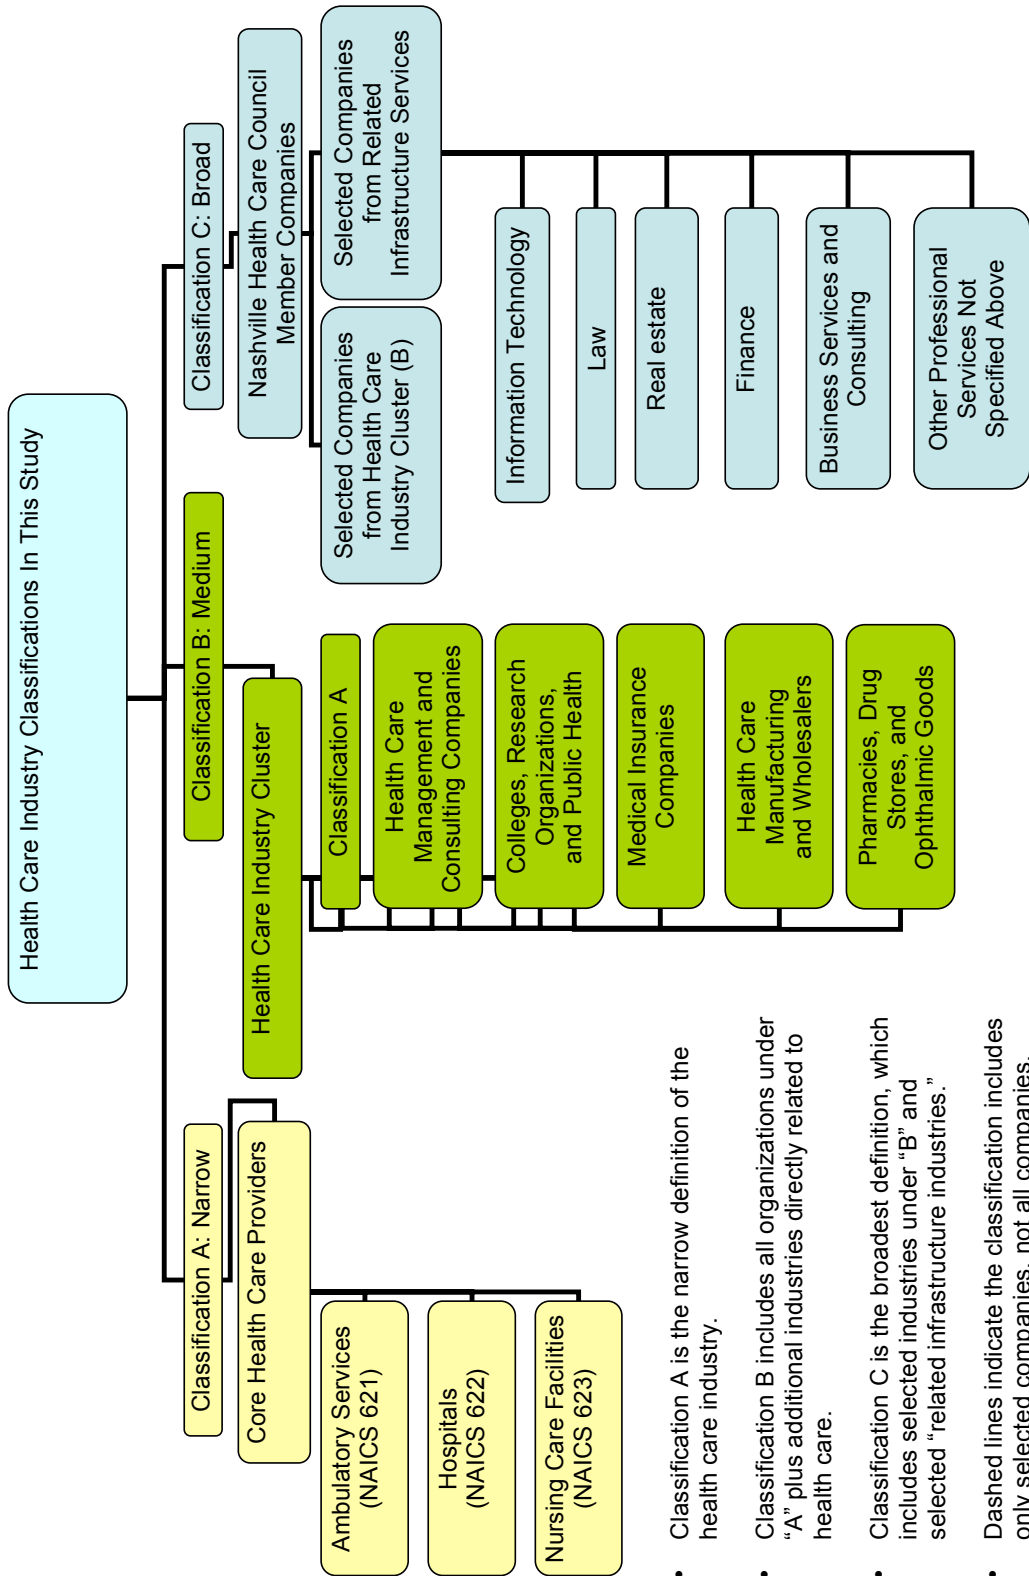 Health Care Industry Classifications In This Study
Classification A: Narrow
Core Health Care Providers
Ambulatory Services
(NAICS 621)
Hospitals
(NAICS 622)
Nursing Care Facilities
(NAICS 623)
Classification B: Medium
Health Care Industry Cluster
Classification A
Health Care
Management and
Consulting Companies
Colleges, Research
Organizations,
and Public Health
Medical Insurance
Companies
Health Care
Manufacturing
and Wholesalers
Pharmacies, Drug
Stores, and
Ophthalmic Goods
Classification C: Broad
Nashville Health Care Council
Member Companies
Selected Companies
from Health Care
Industry Cluster (B)
Selected Companies
from Related
Infrastructure Services
Information Technology
Law
Real estate
Finance
Business Services and
Consulting
Other Professional
Services Not
Specified Above
• Classification A is the narrow definition of the
health care industry.
• Classification B includes all organizations under
“A” plus additional industries directly related to
health care.
• Classification C is the broadest definition, which
includes selected industries under “B” and
selected “related infrastructure industries.”
• Dashed lines indicate the classification includes
only selected companies, not all companies.